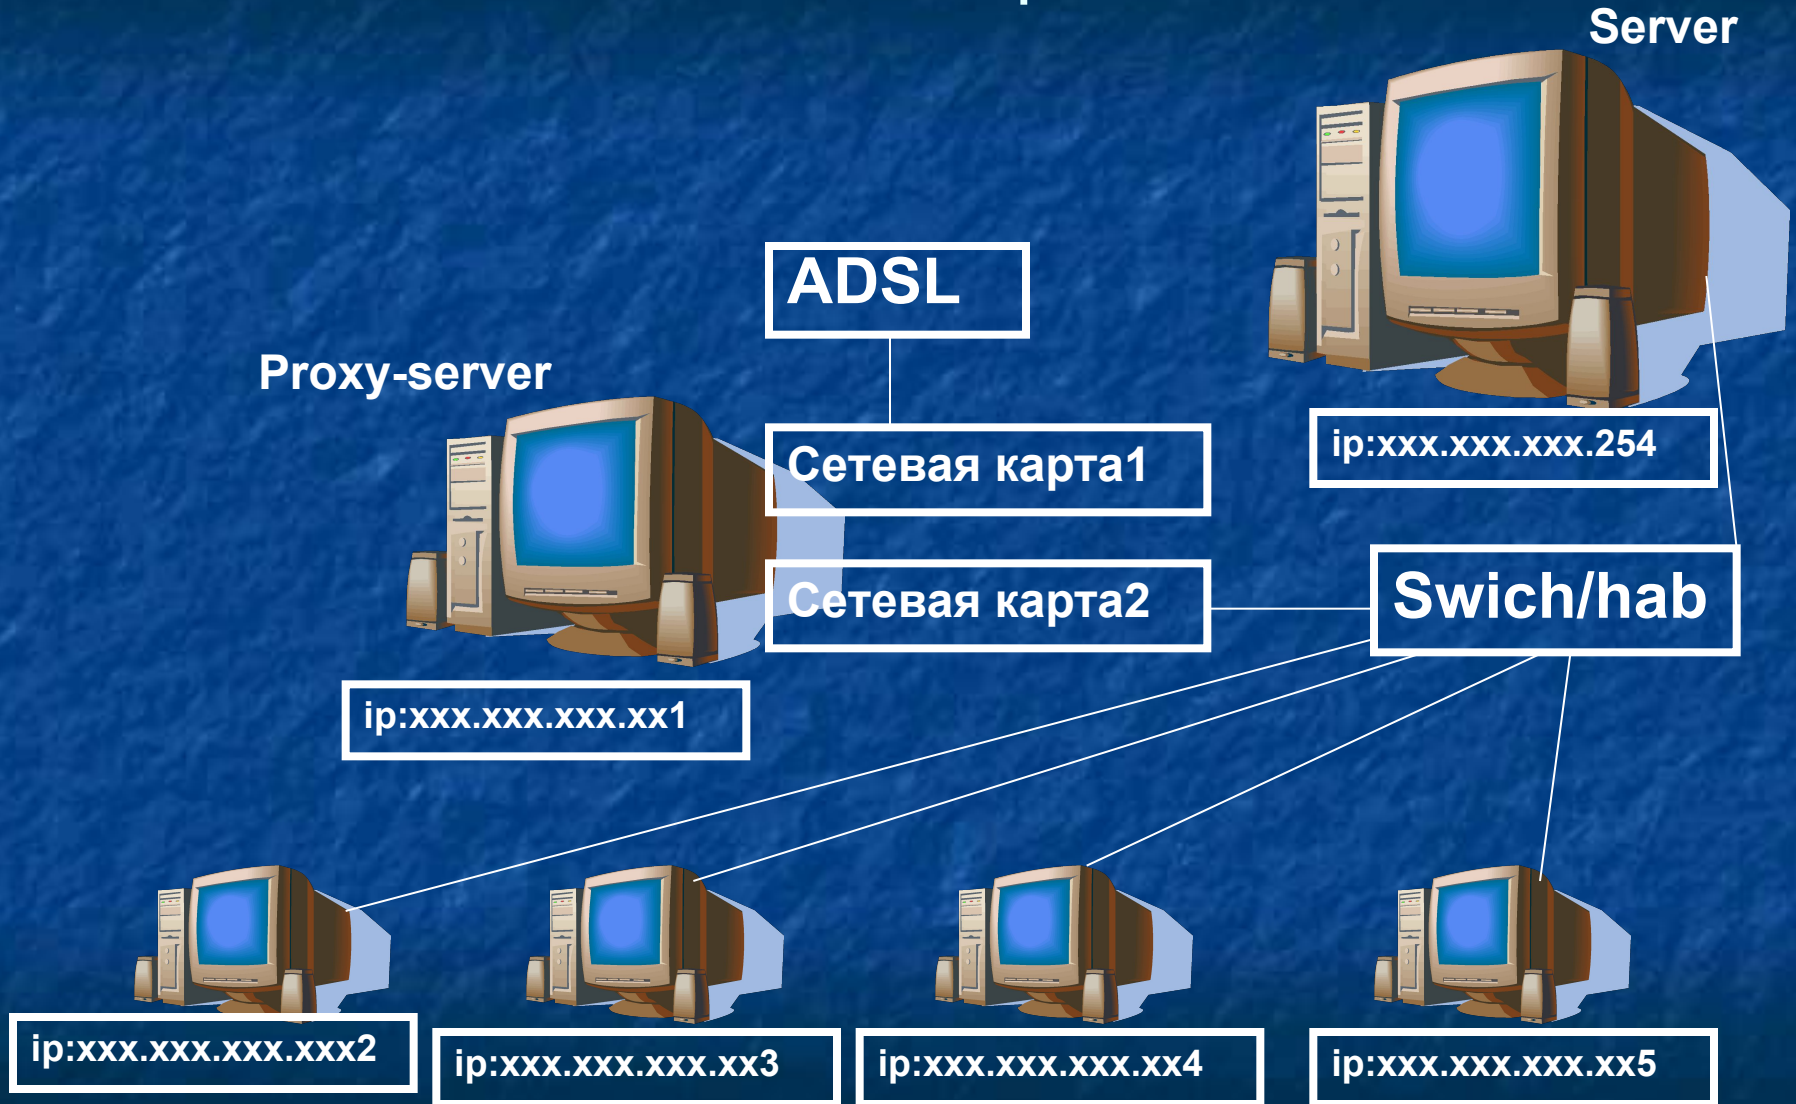 Server
ADSL
Proxy-server
Сетевая карта1
ip:xxx.xxx.xxx.254
Сетевая карта2
Swich/hab
ip:xxx.xxx.xxx.xx1
ip:xxx.xxx.xxx.xxx2
ip:xxx.xxx.xxx.xx3
ip:xxx.xxx.xxx.xx4
ip:xxx.xxx.xxx.xx5